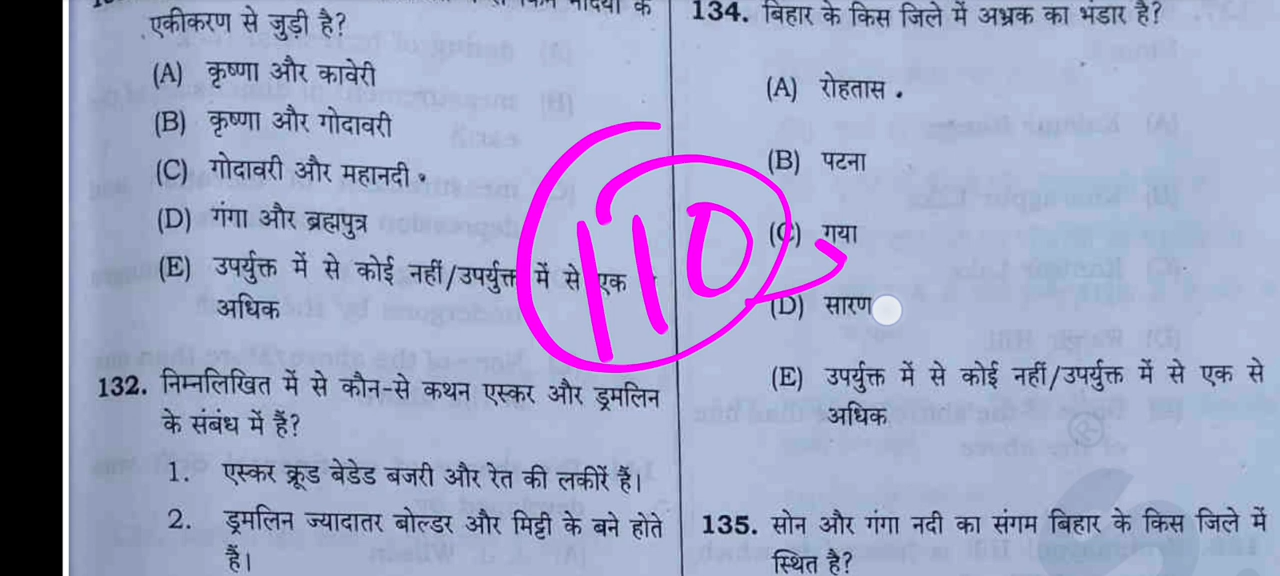 एकीकरण से जुड़ी है?
(A) कृष्णा और कावेरी
(B) कृष्णा और गोदावरी
(C) गोदावरी और महानदी
(D) गंगा और ब्रह्मपुत्र
(E) उपर्युक्त में से कोई नहीं/उपर्युक्त में से एक
अधिक
132. निम्नलिखित में से कौन-से कथन एस्कर और ड्रमलिन
के संबंध में हैं?
1. एस्कर क्रूड बेडेड बजरी और रेत की लकीरें हैं।
2. ड्रमलिन ज्यादातर बोल्डर और मिट्टी के बने होते
हैं।
110
134. बिहार के किस जिले में अभ्रक का भंडार है?
(A) रोहतास
(B) पटना
(C) गया
(D) सारण
(E) उपर्युक्त में से कोई नहीं/उपर्युक्त में से एक से
अधिक
135. सोन और गंगा नदी का संगम बिहार के किस जिले में
स्थित है?